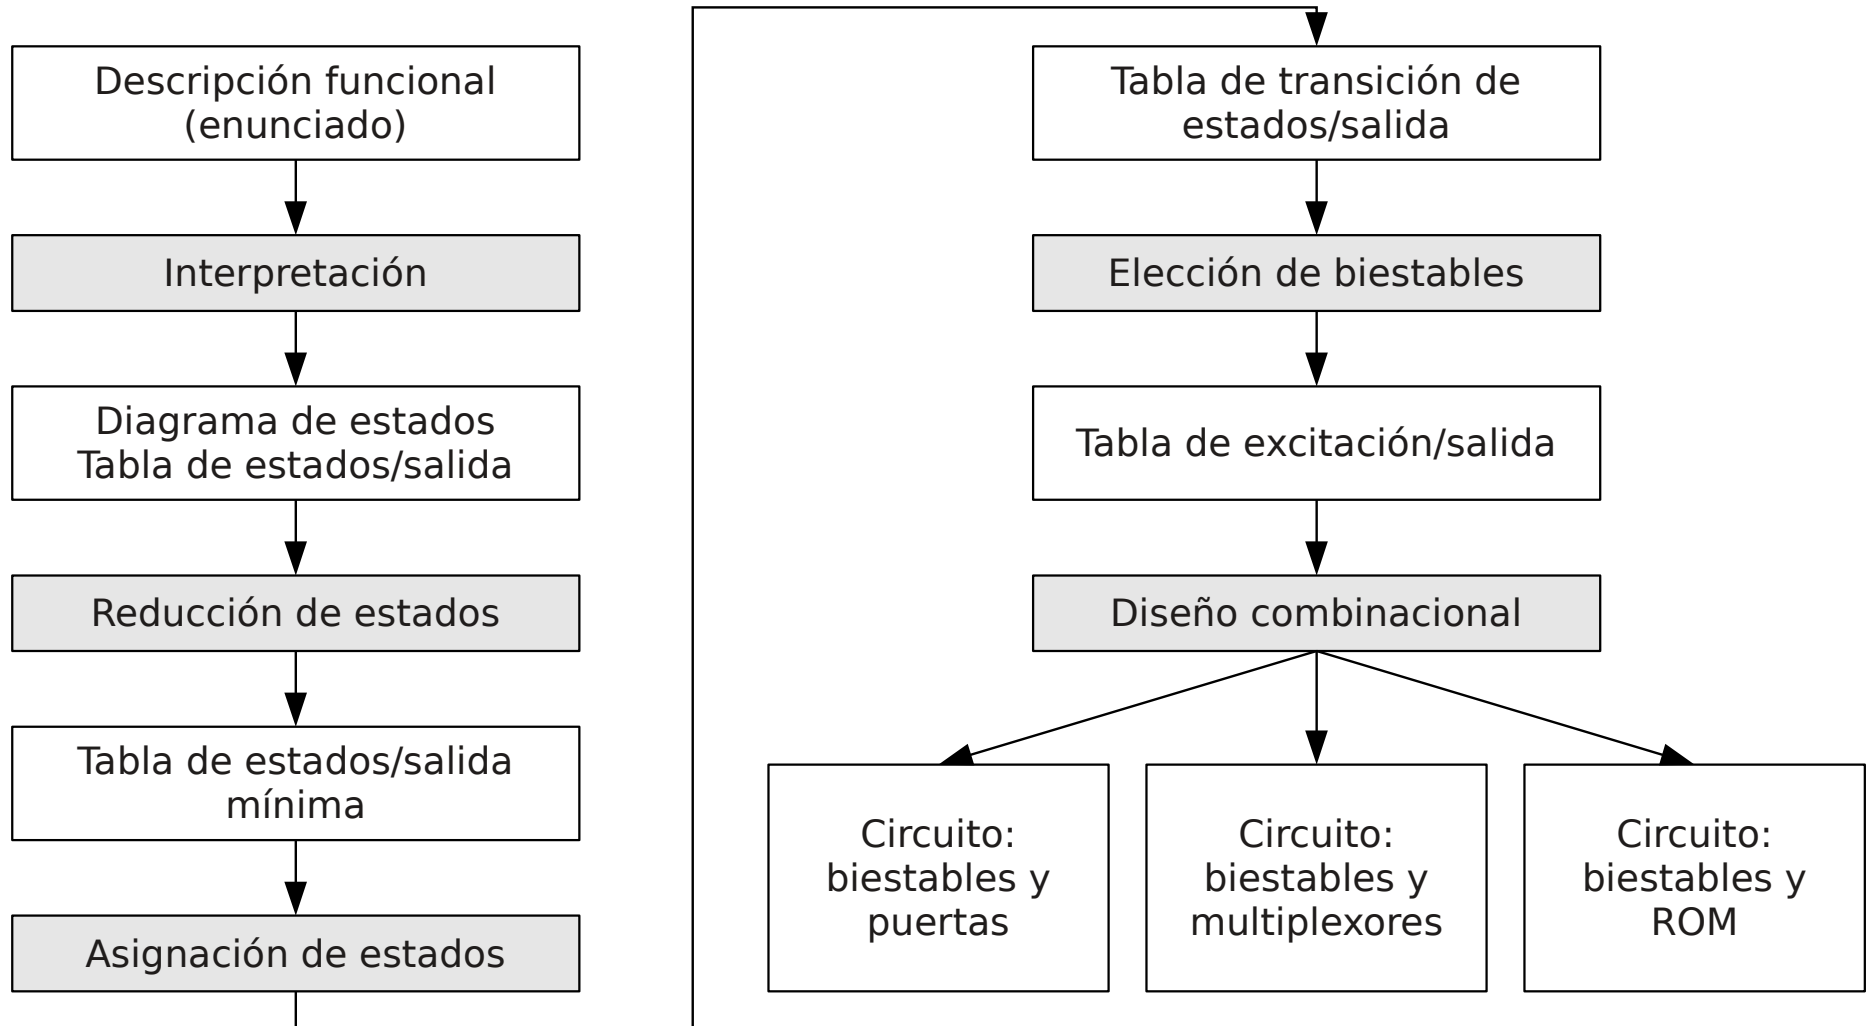 Descripción funcional
(enunciado)
Interpretación
Diagrama de estados
Tabla de estados/salida
Reducción de estados
Tabla de estados/salida
mínima
Asignación de estados
Tabla de transición de
estados/salida
Elección de biestables
Tabla de excitación/salida
Diseño combinacional
Circuito:
biestables y
puertas
Circuito:
biestables y
multiplexores
Circuito:
biestables y
ROM